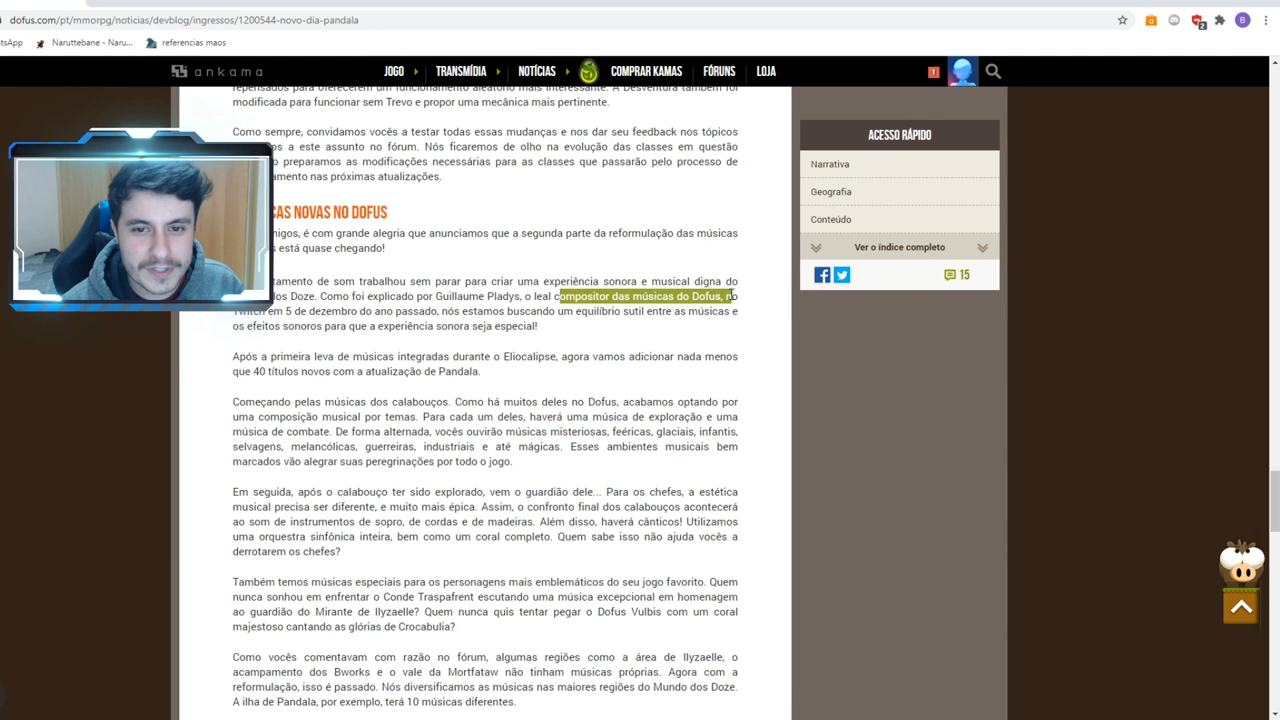 dofus.com/pt/mmorpg/noticias/devblog/ingressos/1200544-novo-dia-pandala
B
tsApp
Naruttebane - Naru...
referencias maos
ankama
JOGO
TRANSMÍDIA
NOTÍCIAS
COMPRAR KAMAS
FÓRUNS
LOJA
1
2
repensados para oferecerem um funcionamento aleatório mais interessante. A Desventura também foi
modificada para funcionar sem Trevo e propor uma mecânica mais pertinente.
Como sempre, convidamos vocês a testar todas essas mudanças e nos dar seu feedback nos tópicos
s a este assunto no fórum. Nós ficaremos de olho na evolução das classes em questão
o preparamos as modificações necessárias para as classes que passarão pelo processo de
amento nas próximas atualizações.
CAS NOVAS NO DOFUS
migos, é com grande alegria que anunciamos que a segunda parte da reformulação das músicas
s está quase chegando!
tamento de som trabalhou sem parar para criar uma experiência sonora e musical digna do
dos Doze. Como foi explicado por Guillaume Pladys, o leal compositor das músicas do Dofus, no
Twitch em 5 de dezembro do ano passado, nós estamos buscando um equilíbrio sutil entre as músicas e
os efeitos sonoros para que a experiência sonora seja especial!
Após a primeira leva de músicas integradas durante o Eliocalipse, agora vamos adicionar nada menos
que 40 títulos novos com a atualização de Pandala.
Começando pelas músicas dos calabouços. Como há muitos deles no Dofus, acabamos optando por
uma composição musical por temas. Para cada um deles, haverá uma música de exploração e uma
música de combate. De forma alternada, vocês ouvirão músicas misteriosas, feéricas, glaciais, infantis,
selvagens, melancólicas, guerreiras, industriais e até mágicas. Esses ambientes musicais bem
marcados vão alegrar suas peregrinações por todo o jogo.
Em seguida, após o calabouço ter sido explorado, vem o guardião dele... Para os chefes, a estética
musical precisa ser diferente, e muito mais épica. Assim, o confronto final dos calabouços acontecerá
ao som de instrumentos de sopro, de cordas e de madeiras. Além disso, haverá cânticos! Utilizamos
uma orquestra sinfônica inteira, bem como um coral completo. Quem sabe isso não ajuda vocês a
derrotarem os chefes?
Também temos músicas especiais para os personagens mais emblemáticos do seu jogo favorito. Quem
nunca sonhou em enfrentar o Conde Traspafrent escutando uma música excepcional em homenagem
ao guardião do Mirante de Ilyzaelle? Quem nunca quis tentar pegar o Dofus Vulbis com um coral
majestoso cantando as glórias de Crocabulia?
Como vocês comentavam com razão no fórum, algumas regiões como a área de Ilyzaelle, o
acampamento dos Bworks e o vale da Mortfataw não tinham músicas próprias. Agora com a
reformulação, isso é passado. Nós diversificamos as músicas nas maiores regiões do Mundo dos Doze.
A ilha de Pandala, por exemplo, terá 10 músicas diferentes.
ACESSO RÁPIDO
Narrativa
Geografia
Conteúdo
Ver o índice completo
15